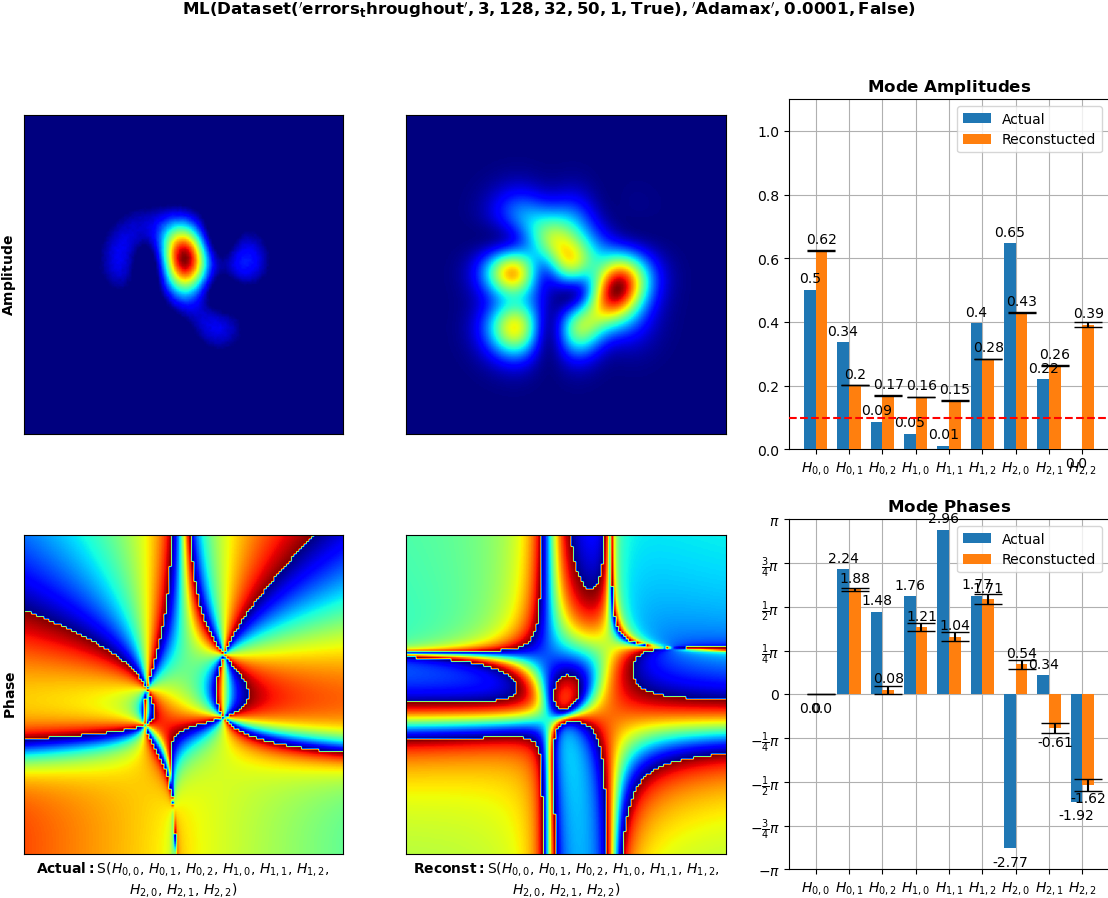 ML(Dataset('errors_throughout', 3, 128, 32, 50, 1, True), 'Adamax', 0.0001, False)
Amplitude
Mode Amplitudes
Actual
Reconstucted
1.0
0.8
0.6
0.4
0.2
0.0
0.5
0.62
0.34
0.2
0.09
0.17
0.05
0.16
0.01
0.15
0.4
0.28
0.65
0.43
0.22
0.26
0.0
0.39
H0,0 H0,1 H0,2 H1,0 H1,1 H1,2 H2,0 H2,1 H2,2
Phase
Actual: S(H0,0, H0,1, H0,2, H1,0, H1,1, H1,2,
H2,0, H2,1, H2,2)
Reconst: S(H0,0, H0,1, H0,2, H1,0, H1,1, H1,2,
H2,0, H2,1, H2,2)
Mode Phases
Actual
Reconstucted
π
3/4π
1/2π
1/4π
0
−1/4π
−1/2π
−3/4π
−π
0.0
0.0
2.24
1.88
1.48
0.08
1.76
1.21
2.96
1.04
1.77
1.71
-2.77
0.54
0.34
-0.61
-1.92
-1.62
H0,0 H0,1 H0,2 H1,0 H1,1 H1,2 H2,0 H2,1 H2,2